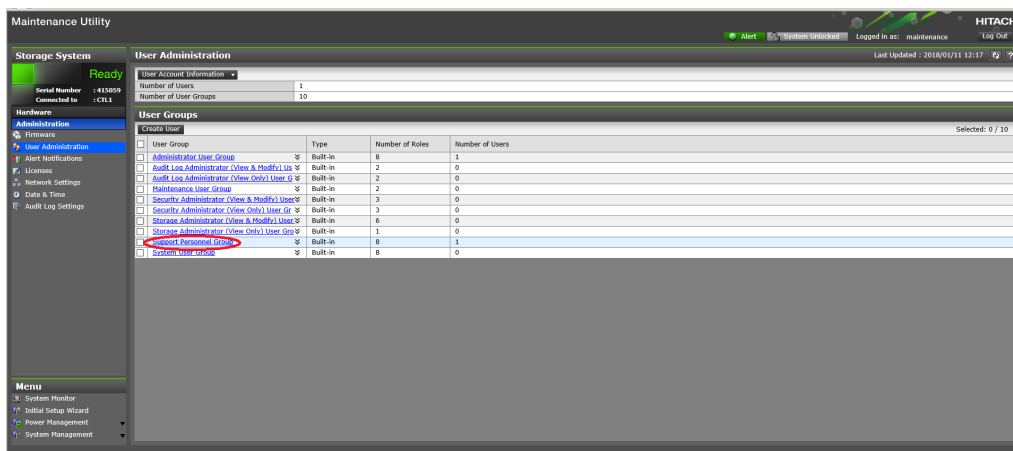 Maintenance Utility
HITACH
Alert System Unlocked Logged in as: maintenance Log Out
Storage System
Ready
Serial Number : 415059
Connected to : CTL1
Hardware
Administration
Firmware
User Administration
Alert Notifications
Licenses
Network Settings
Date & Time
Audit Log Settings
Menu
System Monitor
Initial Setup Wizard
Power Management
System Management
User Administration Last Updated : 2018/01/11 12:17 ?
User Account Information
Number of Users 1
Number of User Groups 10
User Groups
Create User Selected: 0 / 10
User Group Type Number of Roles Number of Users
Administrator User Group Built-in 8 1
Audit Log Administrator (View & Modify) Us Built-in 2 0
Audit Log Administrator (View Only) User G Built-in 2 0
Maintenance User Group Built-in 2 0
Security Administrator (View & Modify) User Built-in 3 0
Security Administrator (View Only) User Gr Built-in 3 0
Storage Administrator (View & Modify) User Built-in 6 0
Storage Administrator (View Only) User Gro Built-in 1 0
Support Personnel Group Built-in 8 1
System User Group Built-in 8 0